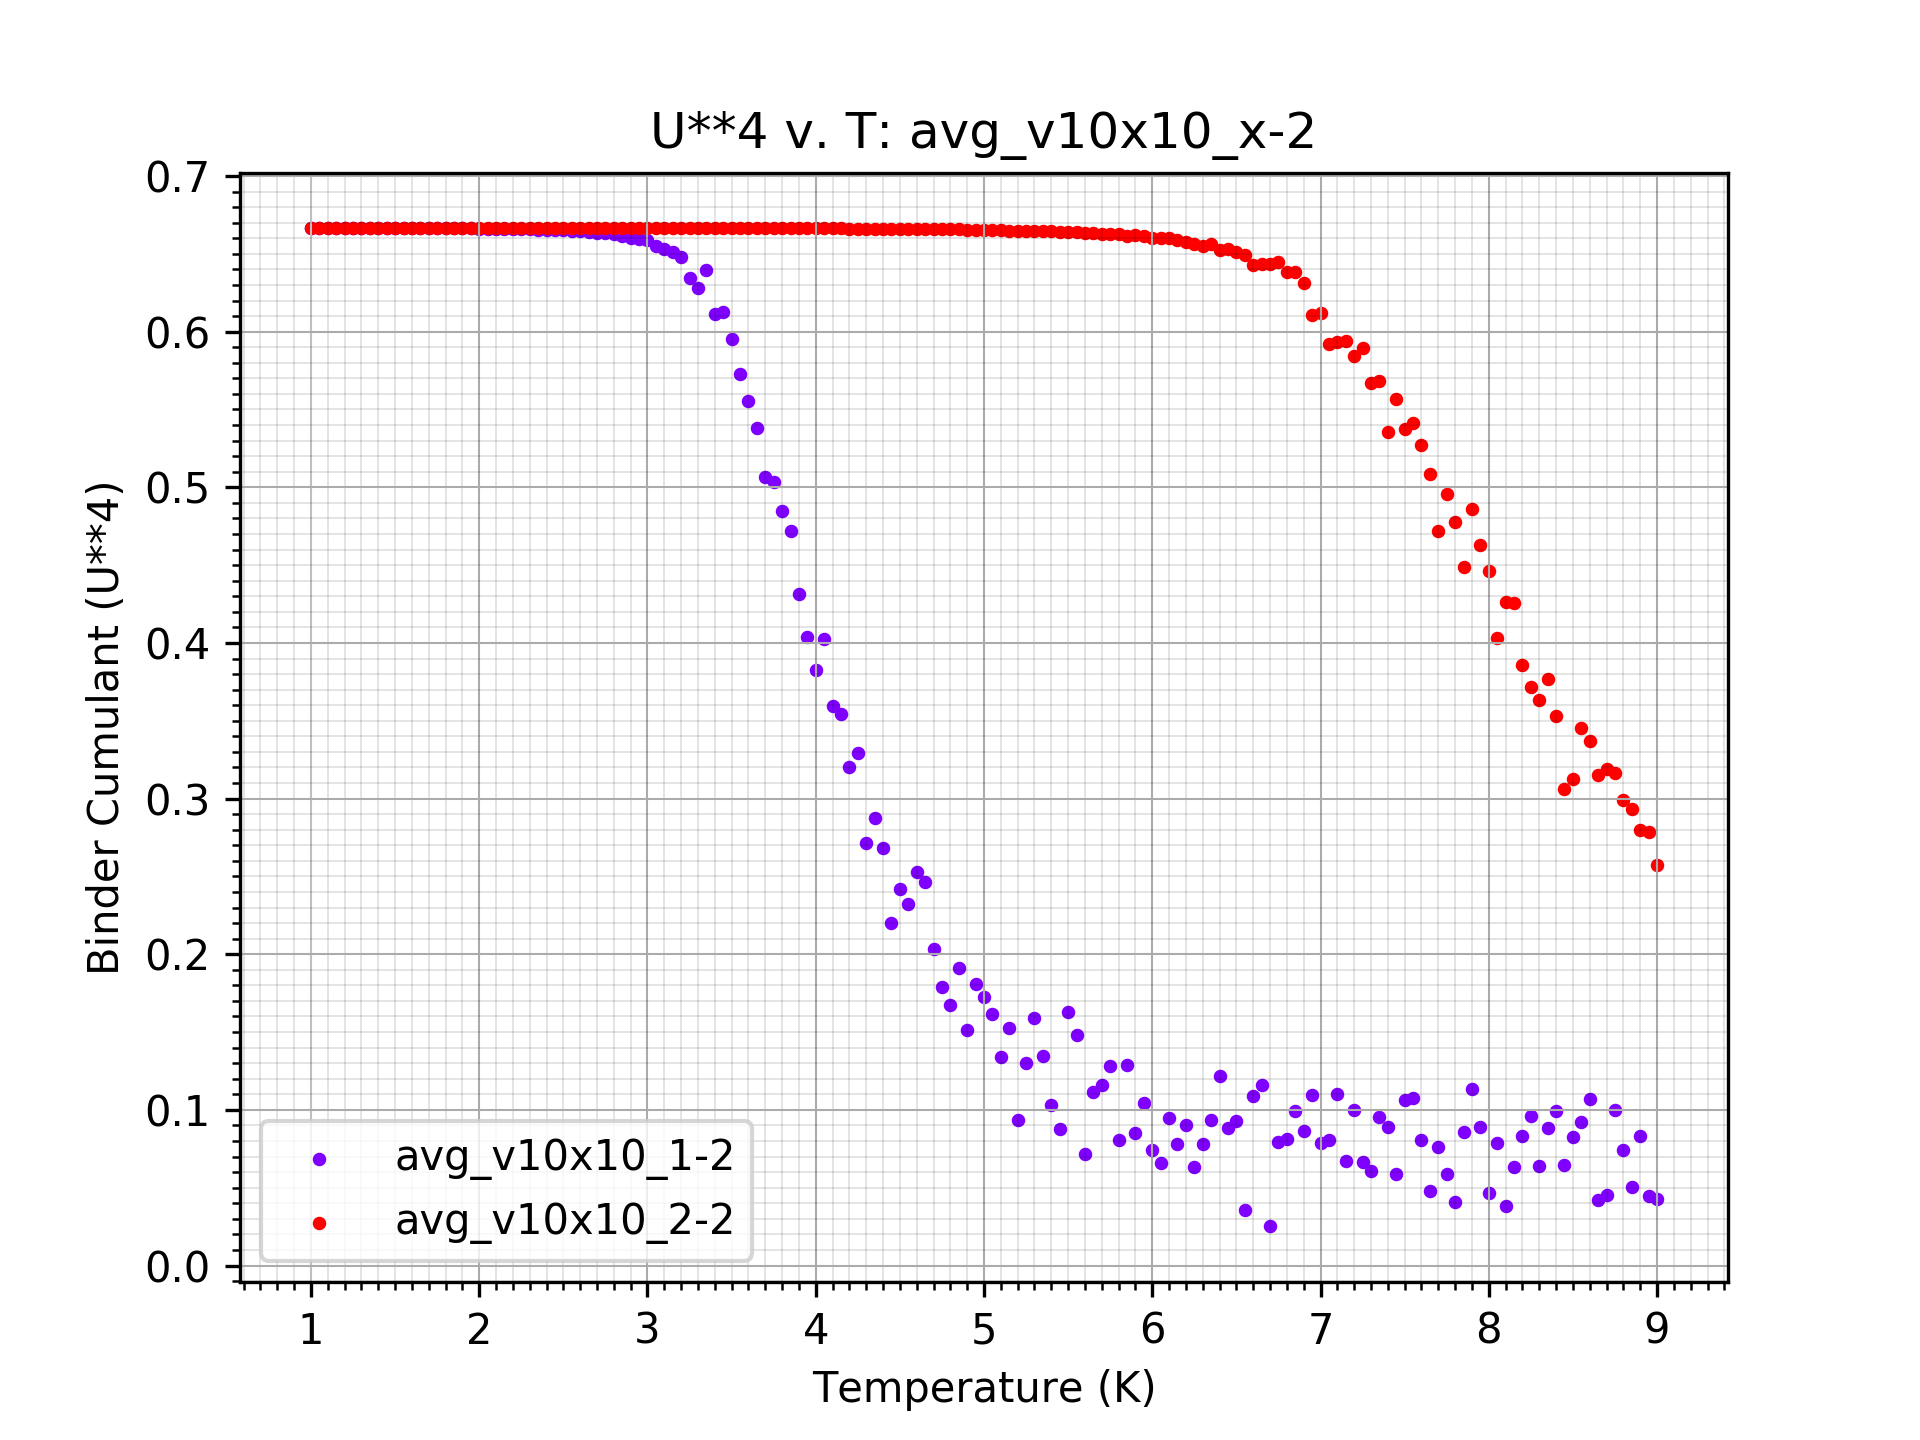 U**4 v. T: avg_v10x10_x-2
0.7
0.6
0.5
0.4
0.3
0.2
0.1
0.0
Binder Cumulant (U**4)
avg_v10x10_1-2
avg_v10x10_2-2
1 2 3 4 5 6 7 8 9
Temperature (K)